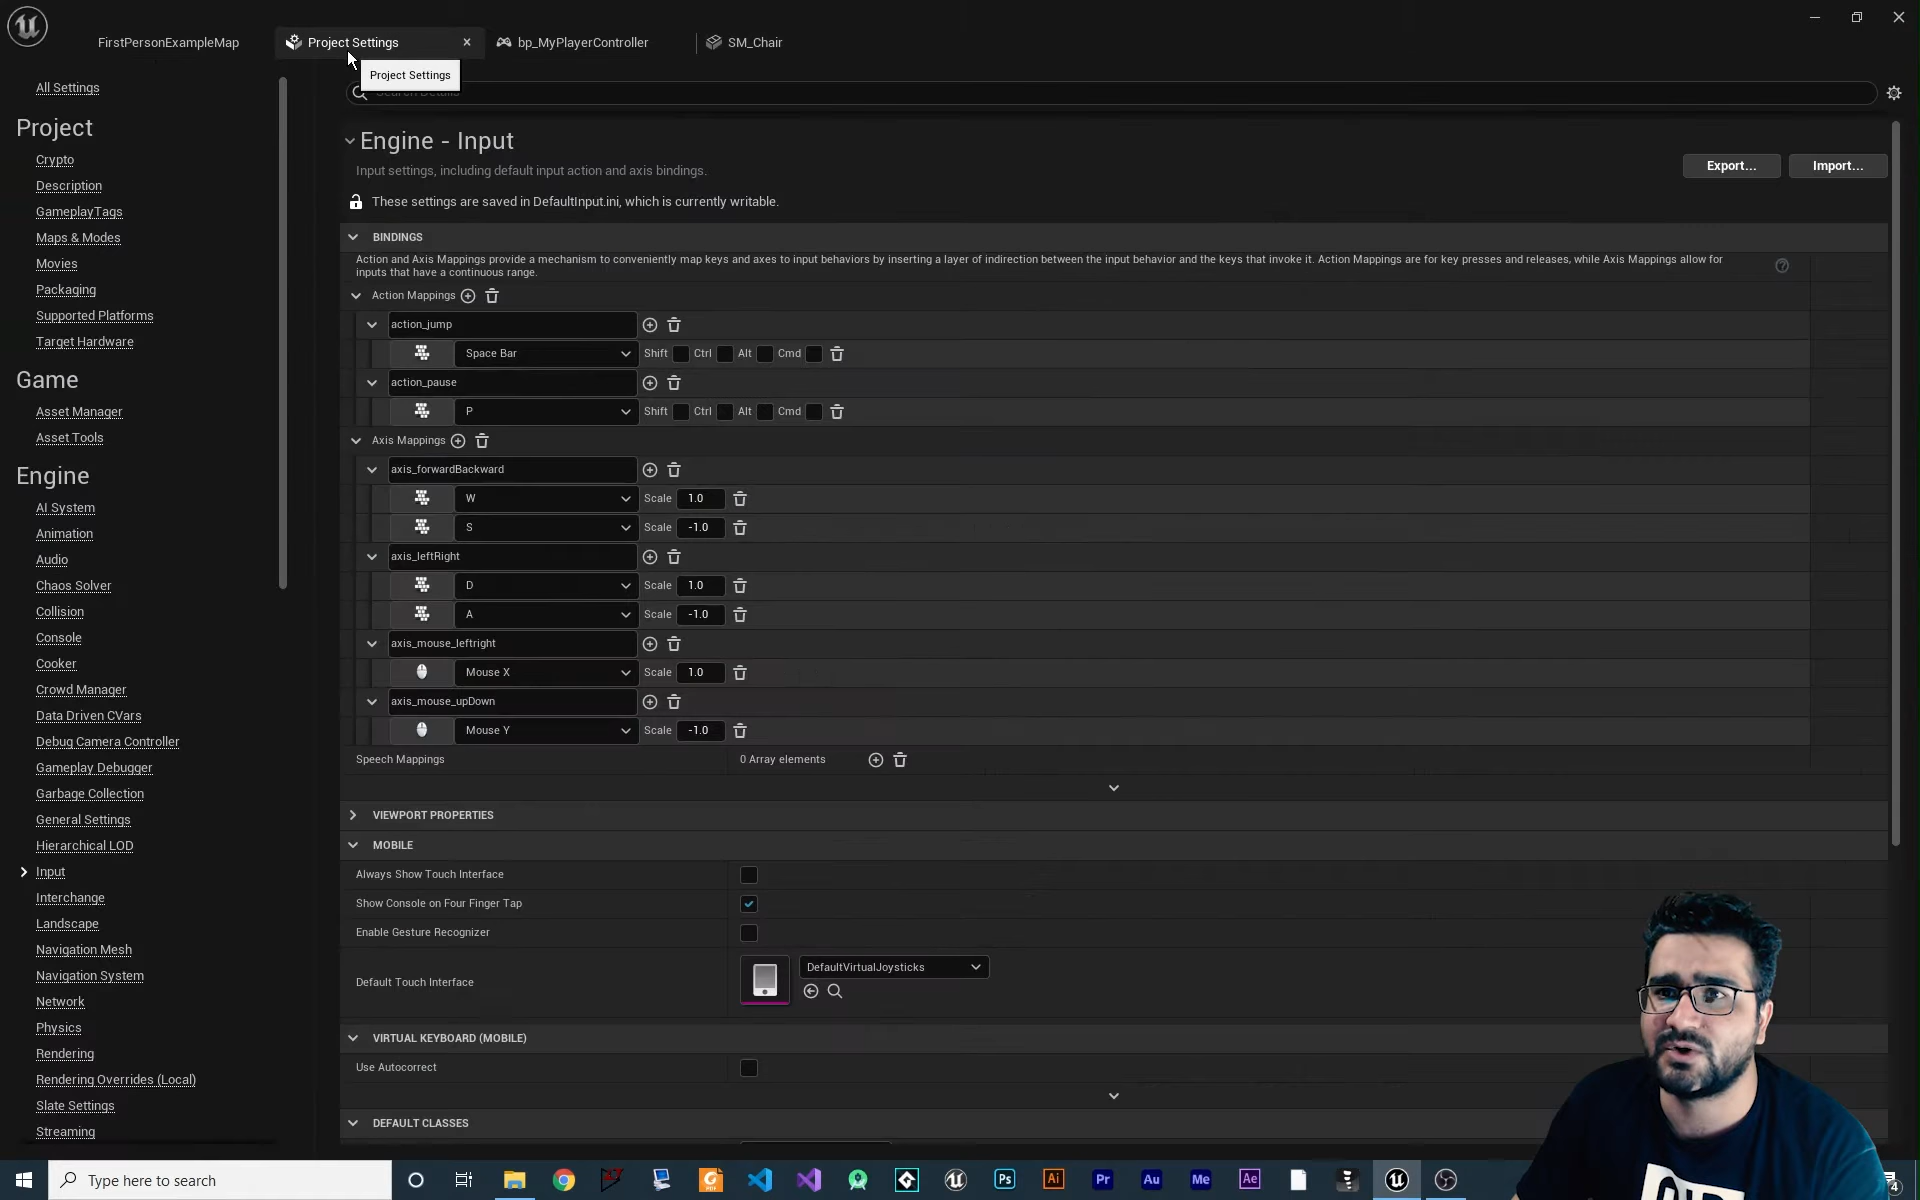 FirstPersonExampleMap
Project Settings
bp_MyPlayerController
SM_Chair
Project Settings
All Settings
Project
Crypto
Description
GameplayTags
Maps & Modes
Movies
Packaging
Supported Platforms
Target Hardware
Game
Asset Manager
Asset Tools
Engine
AI System
Animation
Audio
Chaos Solver
Collision
Console
Cooker
Crowd Manager
Data Driven CVars
Debug Camera Controller
Gameplay Debugger
Garbage Collection
General Settings
Hierarchical LOD
Input
Interchange
Landscape
Navigation Mesh
Navigation System
Network
Physics
Rendering
Rendering Overrides (Local)
Slate Settings
Streaming
Engine - Input
Input settings, including default input action and axis bindings.
Export...
Import...
These settings are saved in DefaultInput.ini, which is currently writable.
BINDINGS
Action and Axis Mappings provide a mechanism to conveniently map keys and axes to input behaviors by inserting a layer of indirection between the input behavior and the keys that invoke it. Action Mappings are for key presses and releases, while Axis Mappings allow for
inputs that have a continuous range.
Action Mappings
action_jump
Space Bar Shift Ctrl Alt Cmd
action_pause
P Shift Ctrl Alt Cmd
Axis Mappings
axis_forwardBackward
W Scale 1.0
S Scale -1.0
axis_leftRight
D Scale 1.0
A Scale -1.0
axis_mouse_leftright
Mouse X Scale 1.0
axis_mouse_upDown
Mouse Y Scale -1.0
Speech Mappings 0 Array elements
VIEWPORT PROPERTIES
MOBILE
Always Show Touch Interface
Show Console on Four Finger Tap
Enable Gesture Recognizer
Default Touch Interface
DefaultVirtualJoysticks
VIRTUAL KEYBOARD (MOBILE)
Use Autocorrect
DEFAULT CLASSES
Type here to search
Ps
Ai
Pr
Au
Me
Ae
4